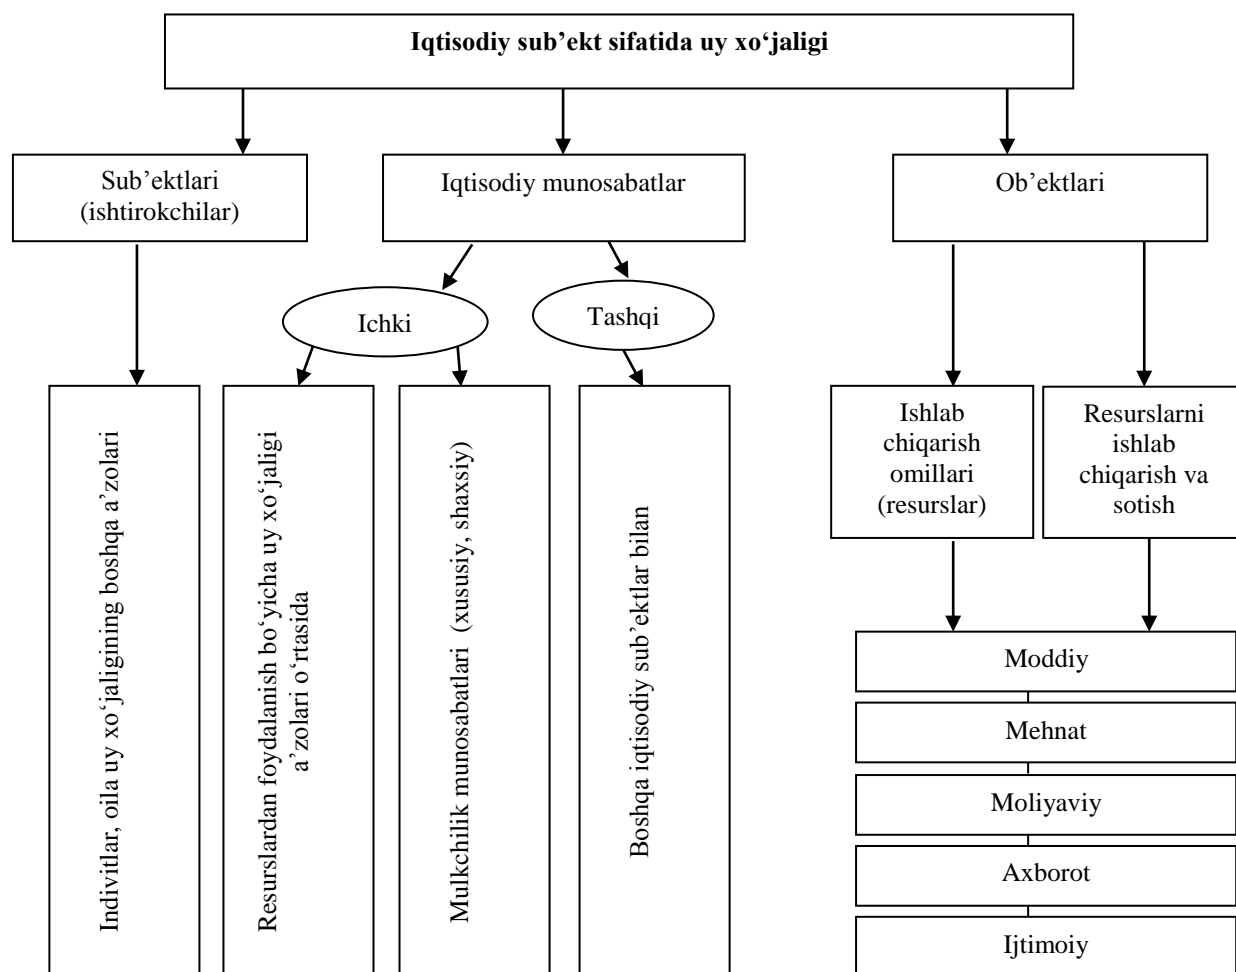 Iqtisodiy sub’ekt sifatida uy xo‘jaligi
Sub’ektlari
(ishtirokchilar)
Iqtisodiy munosabatlar
Ob’ektlari
Ichki
Tashqi
Indivitlar, oila uy xo‘jaligining boshqa a’zolari
Resurslardan foydalanish bo‘yicha uy xo‘jaligi
a’zolari o‘rtasida
Mulkchilik munosabatlari (xususiy, shaxsiy)
Boshqa iqtisodiy sub’ektlar bilan
Ishlab
chiqarish
omillari
(resurslar)
Resurslarni
ishlab
chiqarish va
sotish
Moddiy
Mehnat
Moliyaviy
Axborot
Ijtimoiy